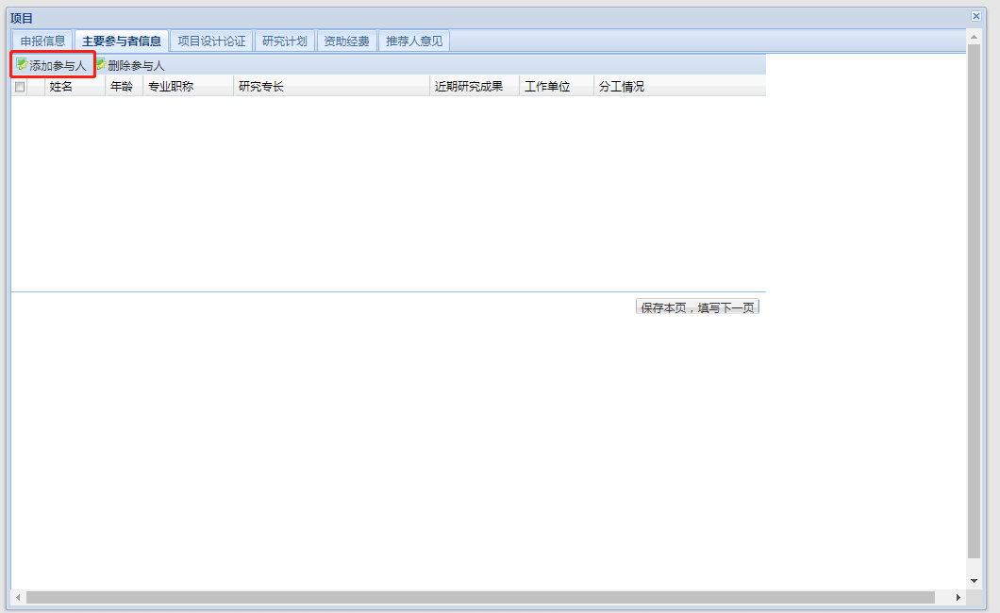 项目
申报信息 主要参与者信息 项目设计论证 研究计划 资助经费 推荐人意见
添加参与人 删除参与人
姓名 年龄 专业职称 研究专长 近期研究成果 工作单位 分工情况
保存本页，填写下一页